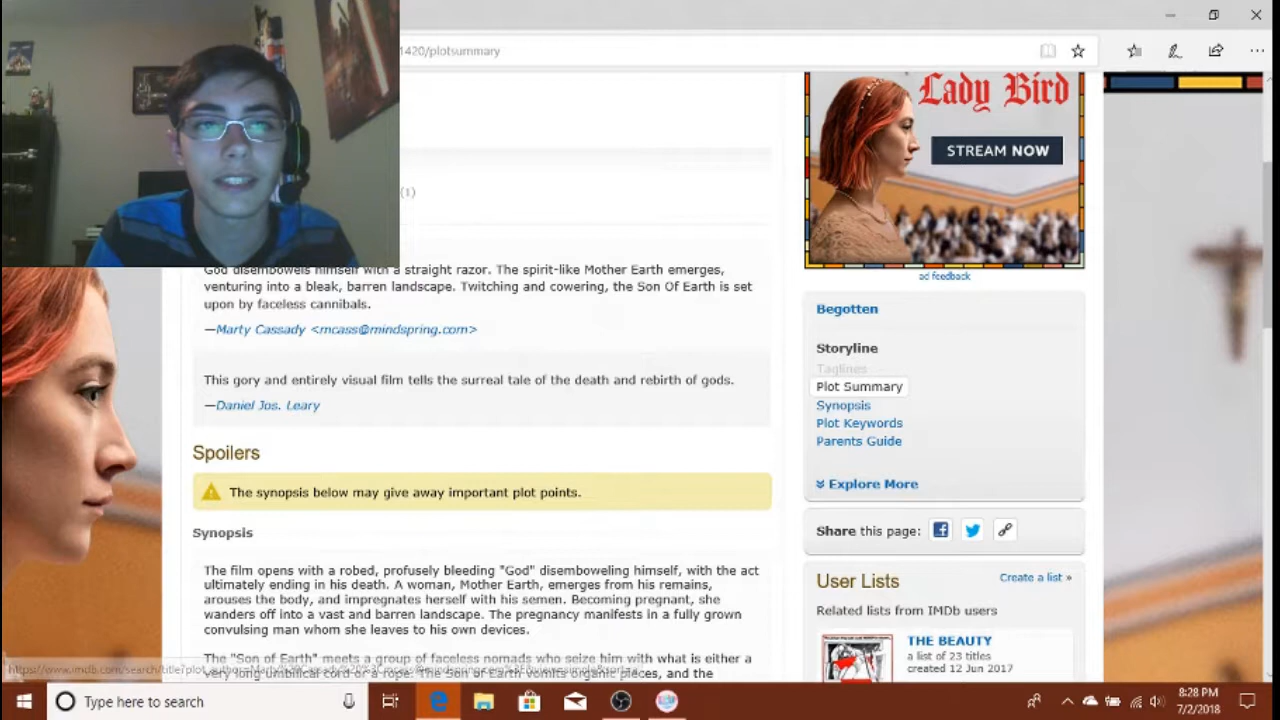 1420/plotsummary
(1)
God disembowels himself with a straight razor. The spirit-like Mother Earth emerges,
venturing into a bleak, barren landscape. Twitching and cowering, the Son Of Earth is set
upon by faceless cannibals.
—Marty Cassady <mcass@mindspring.com>
This gory and entirely visual film tells the surreal tale of the death and rebirth of gods.
—Daniel Jos. Leary
Spoilers
The synopsis below may give away important plot points.
Synopsis
The film opens with a robed, profusely bleeding "God" disemboweling himself, with the act
ultimately ending in his death. A woman, Mother Earth, emerges from his remains,
arouses the body, and impregnates herself with his semen. Becoming pregnant, she
wanders off into a vast and barren landscape. The pregnancy manifests in a fully grown
convulsing man whom she leaves to his own devices.
The "Son of Earth" meets a group of faceless nomads who seize him with what is either a
very long umbilical cord or a rope. The Son of Earth vomits organic pieces, and the
Lady Bird
STREAM NOW
ad feedback
Begotten
Storyline
Taglines
Plot Summary
Synopsis
Plot Keywords
Parents Guide
Explore More
Share this page:
User Lists
Create a list »
Related lists from IMDb users
THE BEAUTY
a list of 23 titles
created 12 Jun 2017
Type here to search
8:28 PM
7/2/2018